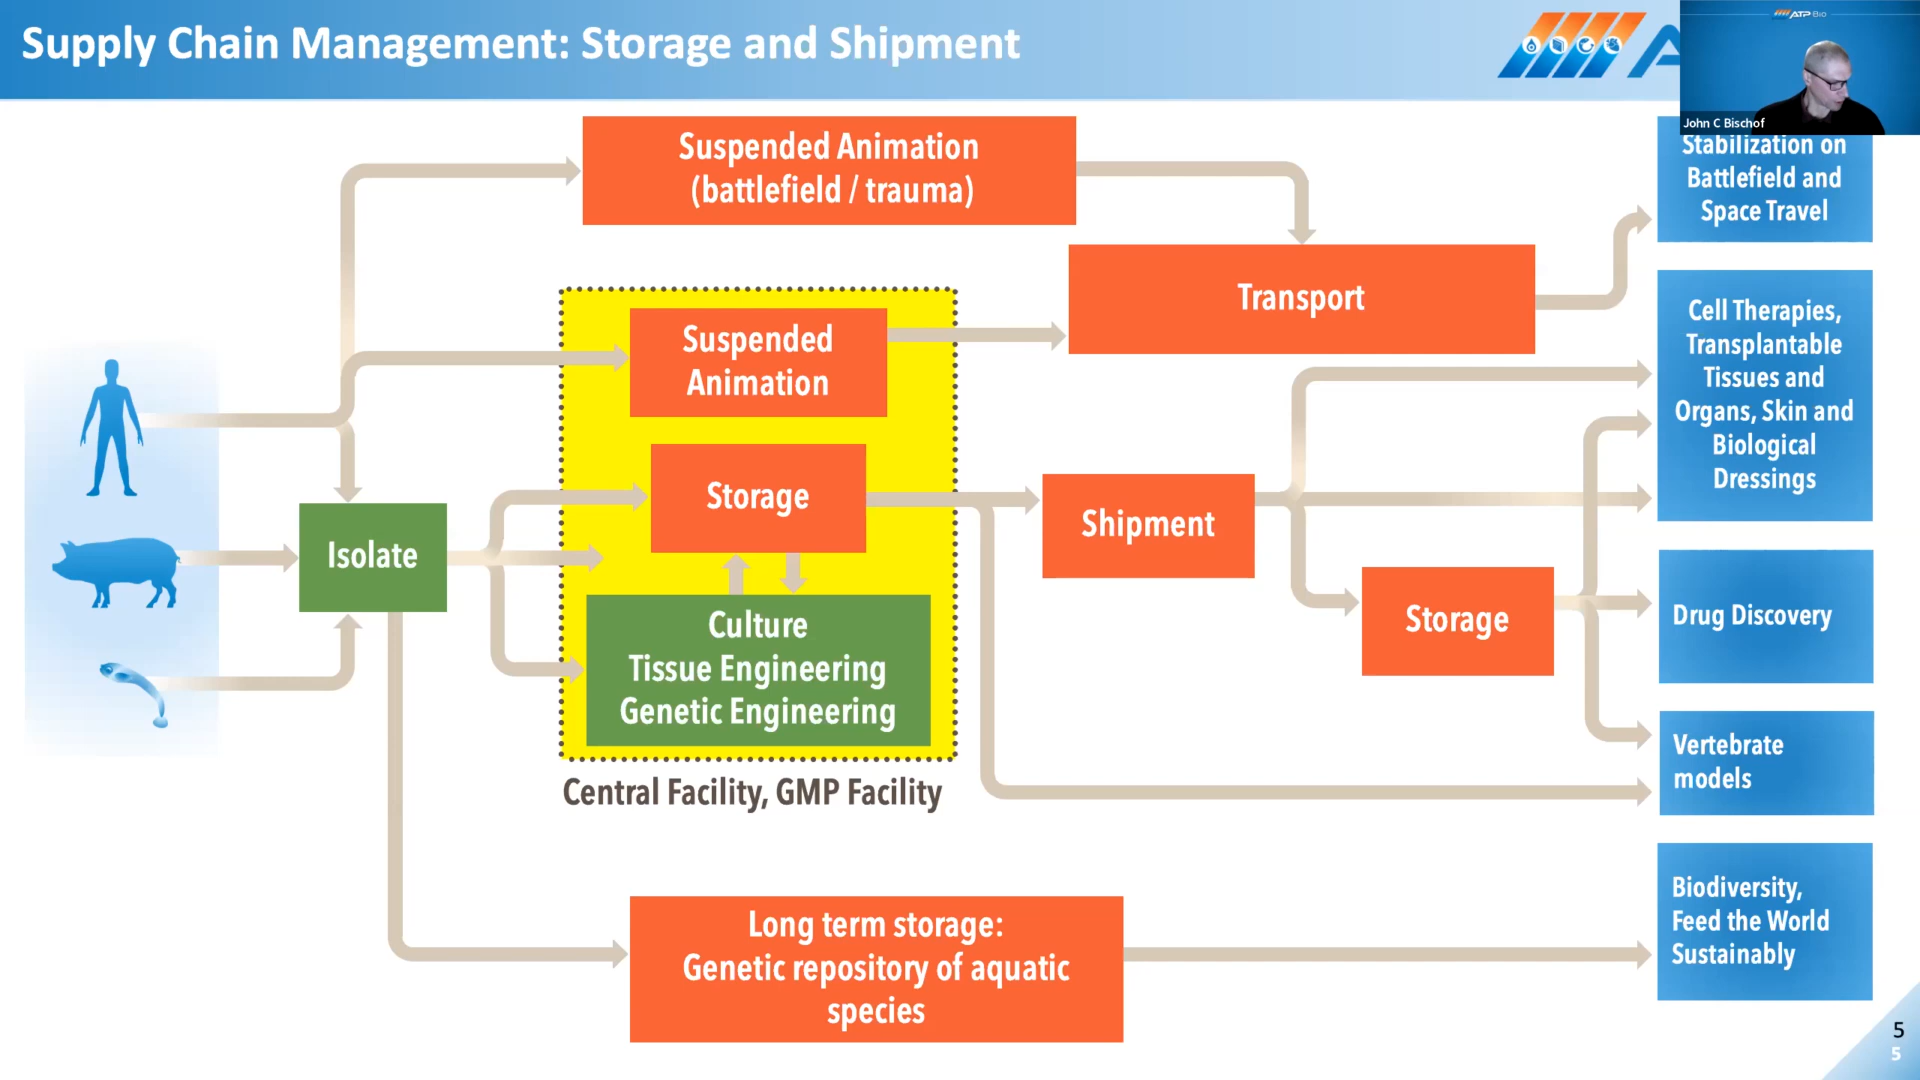 Supply Chain Management: Storage and Shipment
ATP Bio
John C Bischof
Suspended Animation
(battlefield / trauma)
Stabilization on
Battlefield and
Space Travel
Transport
Suspended
Animation
Cell Therapies,
Transplantable
Tissues and
Organs, Skin and
Biological
Dressings
Storage
Shipment
Isolate
Storage
Drug Discovery
Culture
Tissue Engineering
Genetic Engineering
Vertebrate
models
Central Facility, GMP Facility
Biodiversity,
Feed the World
Sustainably
Long term storage:
Genetic repository of aquatic
species
5
5